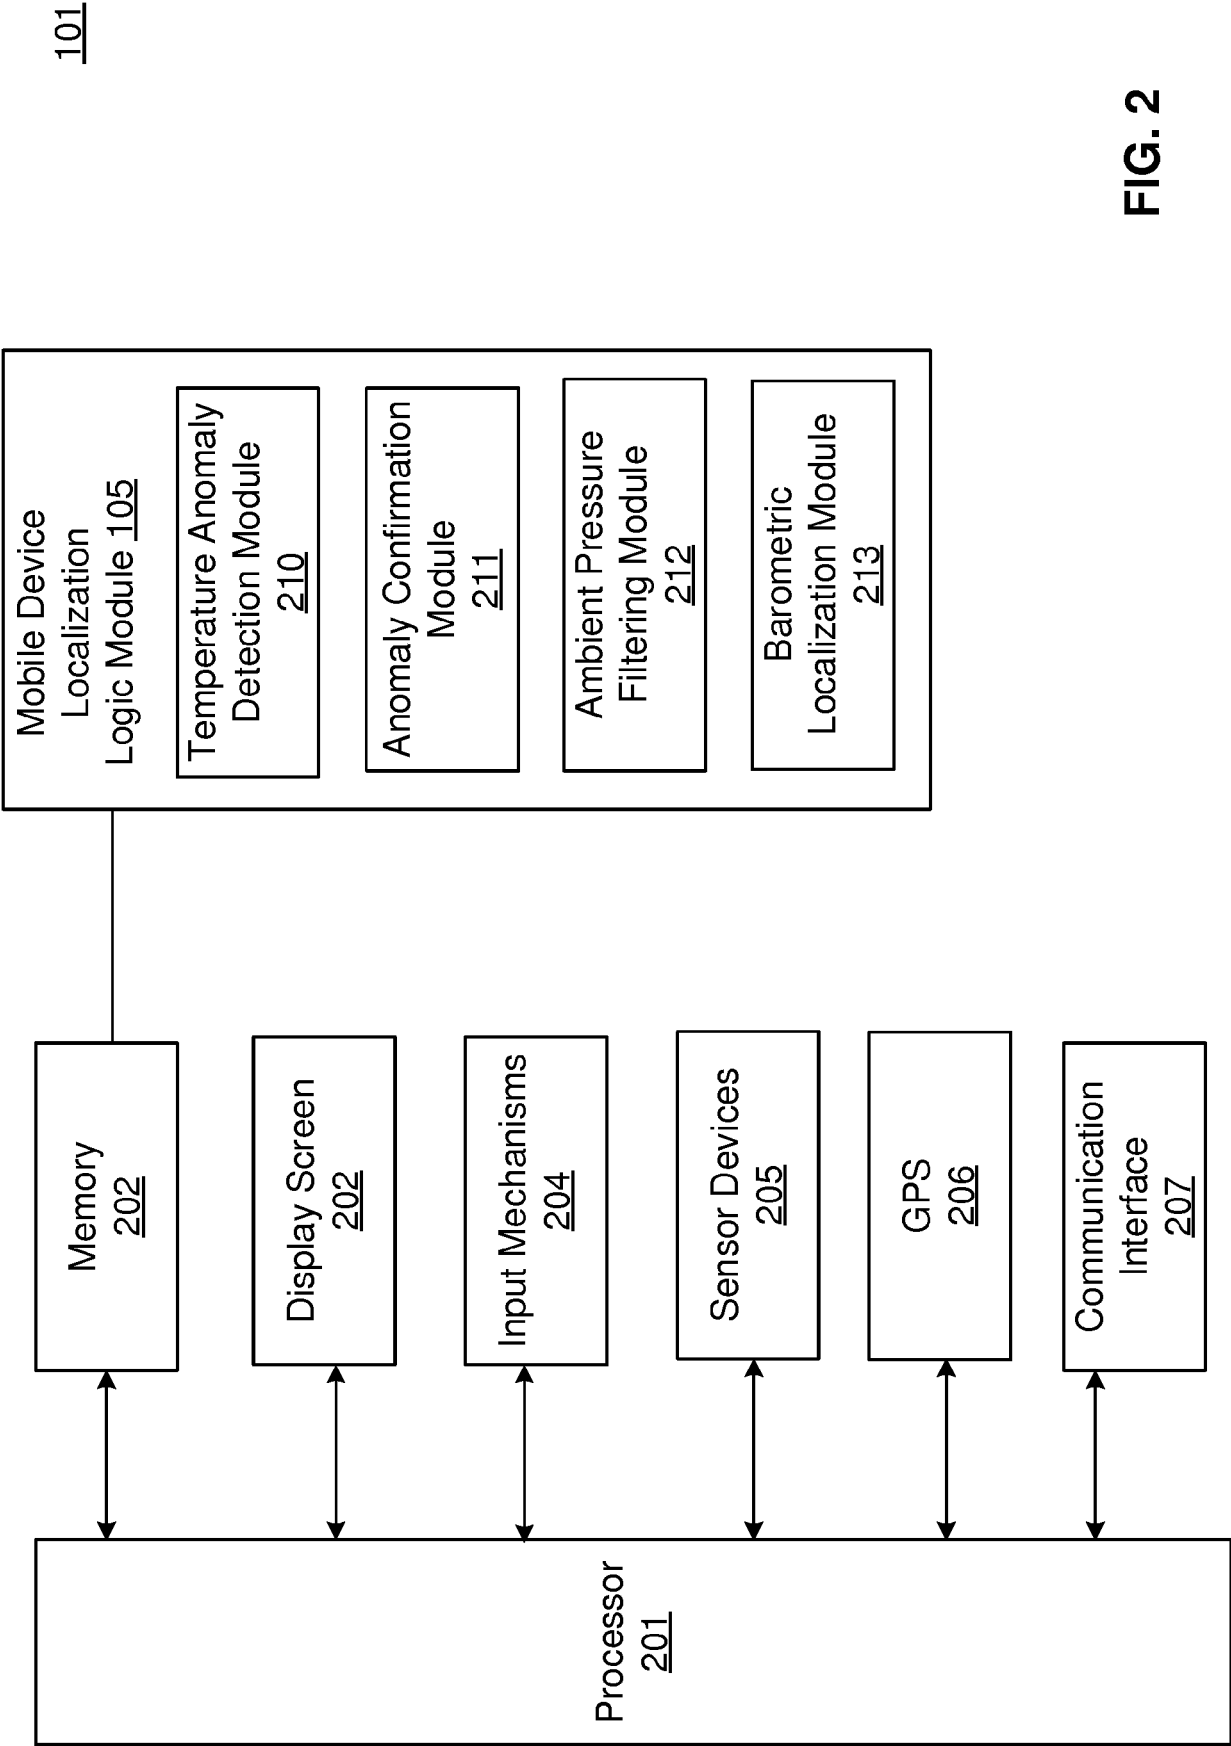 101
Mobile Device
Localization
Logic Module 105
Temperature Anomaly
Detection Module
210
Anomaly Confirmation
Module
211
Ambient Pressure
Filtering Module
212
Barometric
Localization Module
213
Memory
202
Display Screen
202
Input Mechanisms
204
Sensor Devices
205
GPS
206
Communication
Interface
207
Processor
201
FIG. 2